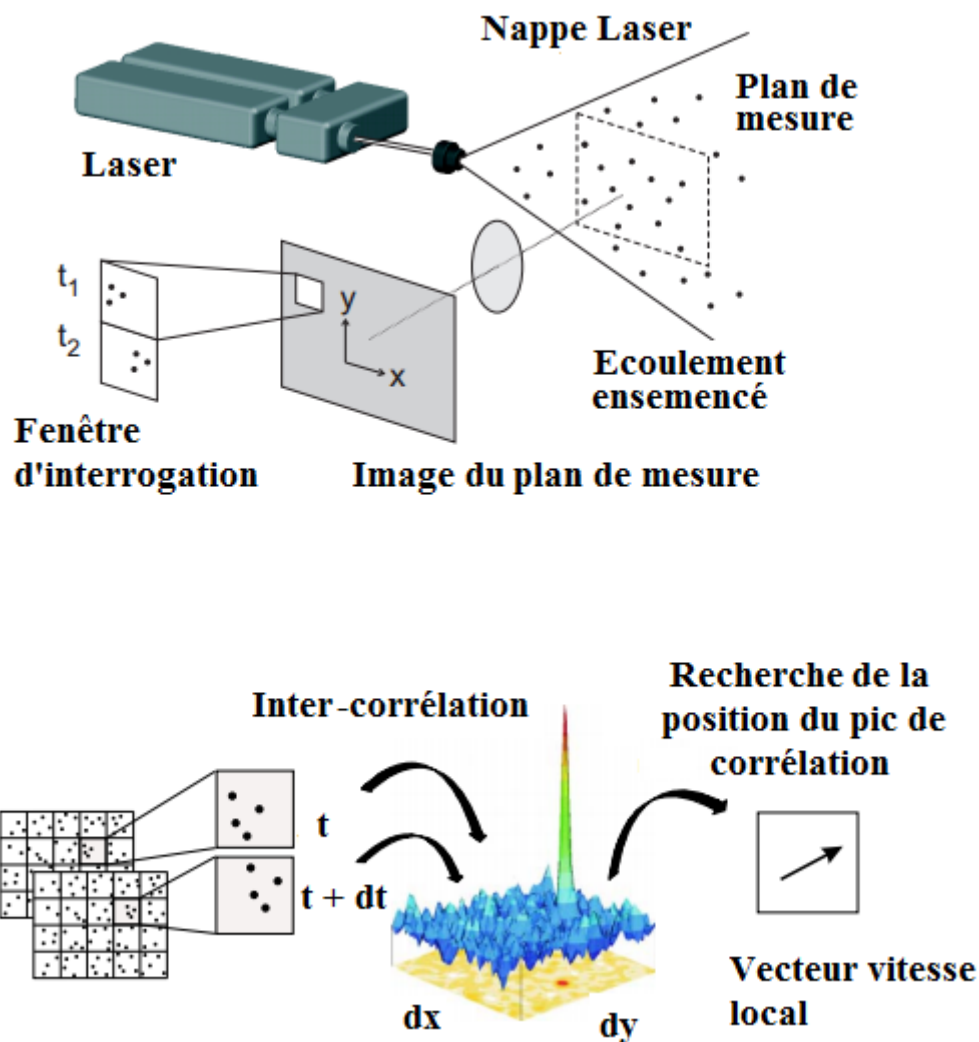 Nappe Laser
Plan de
mesure
Laser
t1
t2
y
x
Ecoulement
ensemencé
Fenêtre
d'interrogation
Image du plan de mesure
Recherche de la
position du pic de
corrélation
Inter-corrélation
t
t + dt
dx
dy
Vecteur vitesse
local